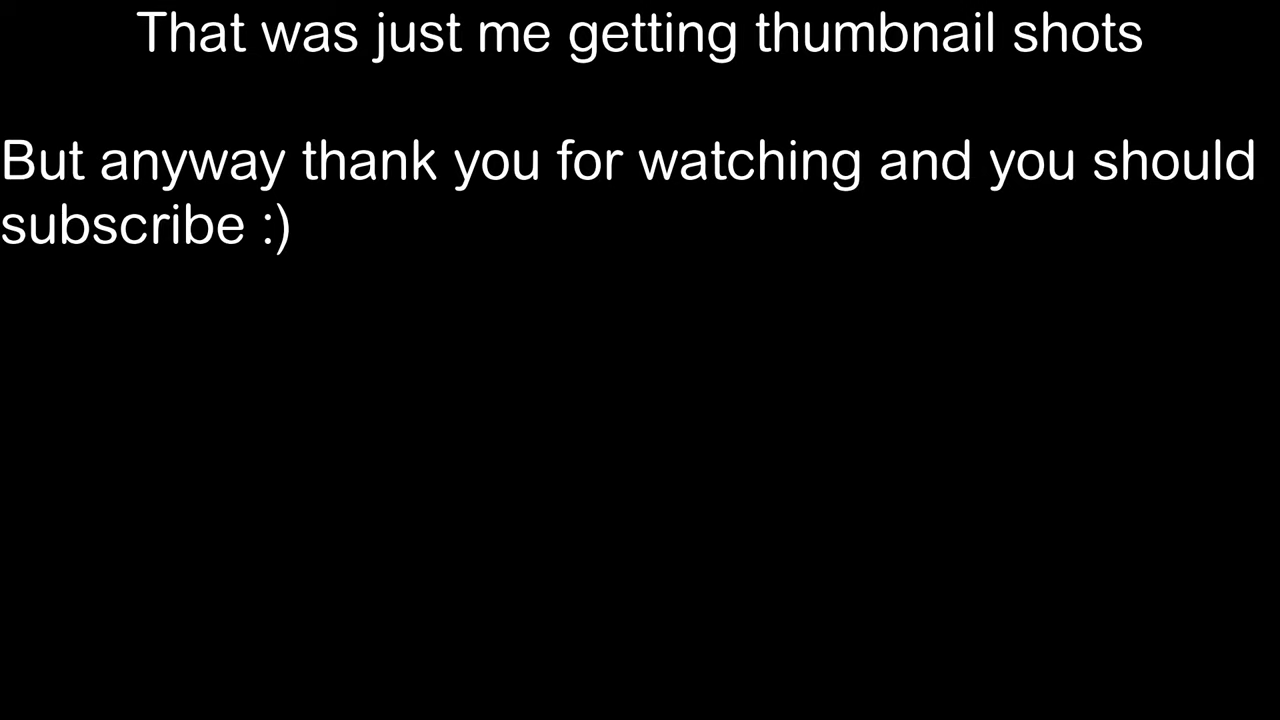 That was just me getting thumbnail shots
But anyway thank you for watching and you should
subscribe :)